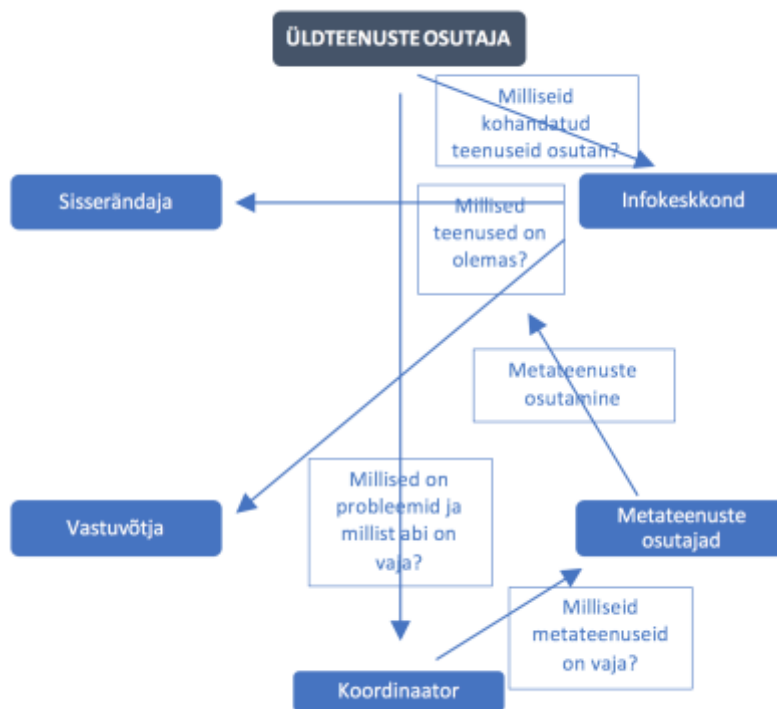 ÜLDTEENUSTE OSUTAJA
Milliseid
kohandatud
teenuseid osutan?
Sisserändaja
Infokeskkond
Millised
teenused on
olemas?
Metateenuste
osutamine
Millised on
probleemid ja
millist abi on
vaja?
Vastuvõtja
Metateenuste
osutajad
Milliseid
metateenuseid
on vaja?
Koordinaator